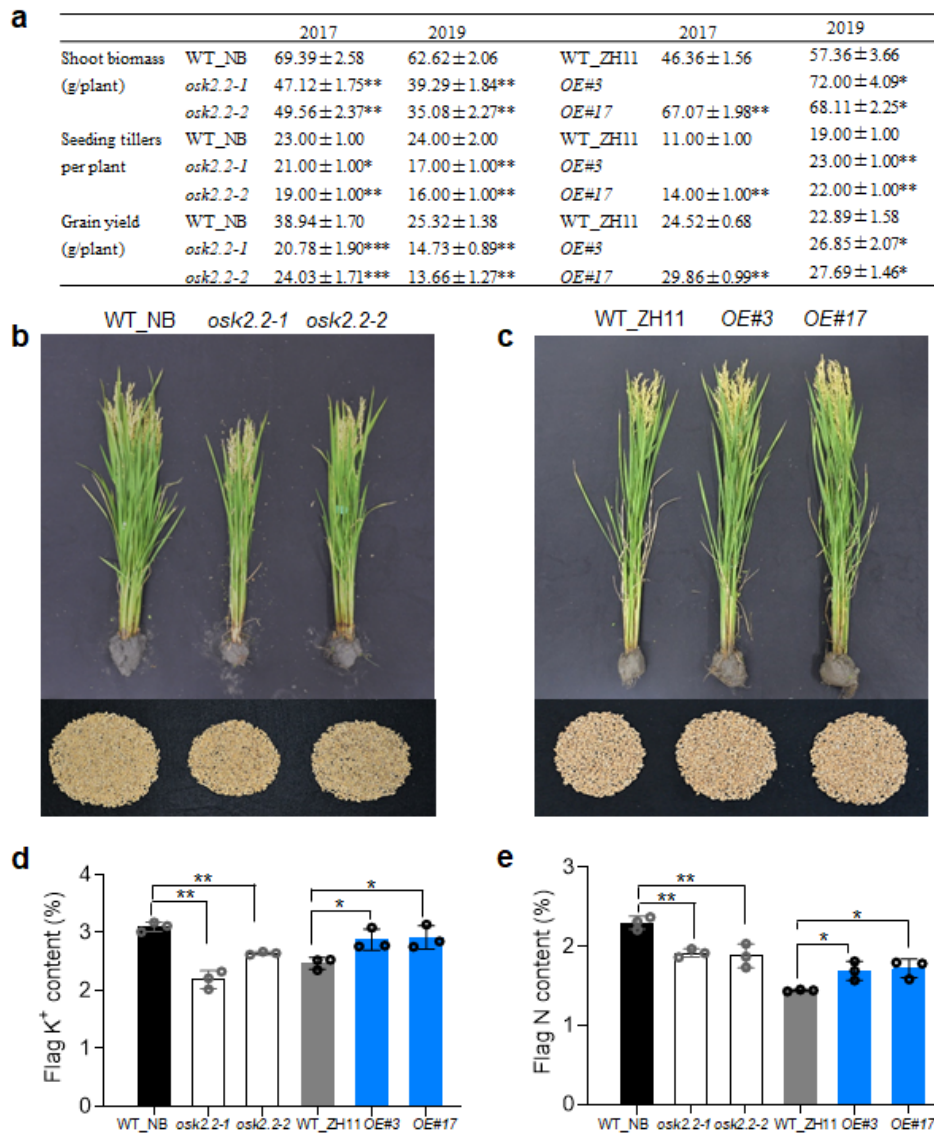 a
2017 2019 2017 2019
Shoot biomass WT_NB 69.39±2.58 62.62±2.06 WT_ZH11 46.36±1.56 57.36±3.66
(g/plant) osk2.2-1 47.12±1.75** 39.29±1.84** OE#3 72.00±4.09*
osk2.2-2 49.56±2.37** 35.08±2.27** OE#17 67.07±1.98** 68.11±2.25*
Seeding tillers WT_NB 23.00±1.00 24.00±2.00 WT_ZH11 11.00±1.00 19.00±1.00
per plant osk2.2-1 21.00±1.00* 17.00±1.00** OE#3 23.00±1.00**
osk2.2-2 19.00±1.00** 16.00±1.00** OE#17 14.00±1.00** 22.00±1.00**
Grain yield WT_NB 38.94±1.70 25.32±1.38 WT_ZH11 24.52±0.68 22.89±1.58
(g/plant) osk2.2-1 20.78±1.90*** 14.73±0.89** OE#3 26.85±2.07*
osk2.2-2 24.03±1.71*** 13.66±1.27** OE#17 29.86±0.99** 27.69±1.46*
b
WT_NB osk2.2-1 osk2.2-2
c
WT_ZH11 OE#3 OE#17
d
Flag K⁺ content (%)
4
3
2
1
0
**
**
*
*
WT_NB osk2.2-1 osk2.2-2 WT_ZH11 OE#3 OE#17
e
Flag N content (%)
3
2
1
0
**
**
*
*
WT_NB osk2.2-1 osk2.2-2 WT_ZH11 OE#3 OE#17